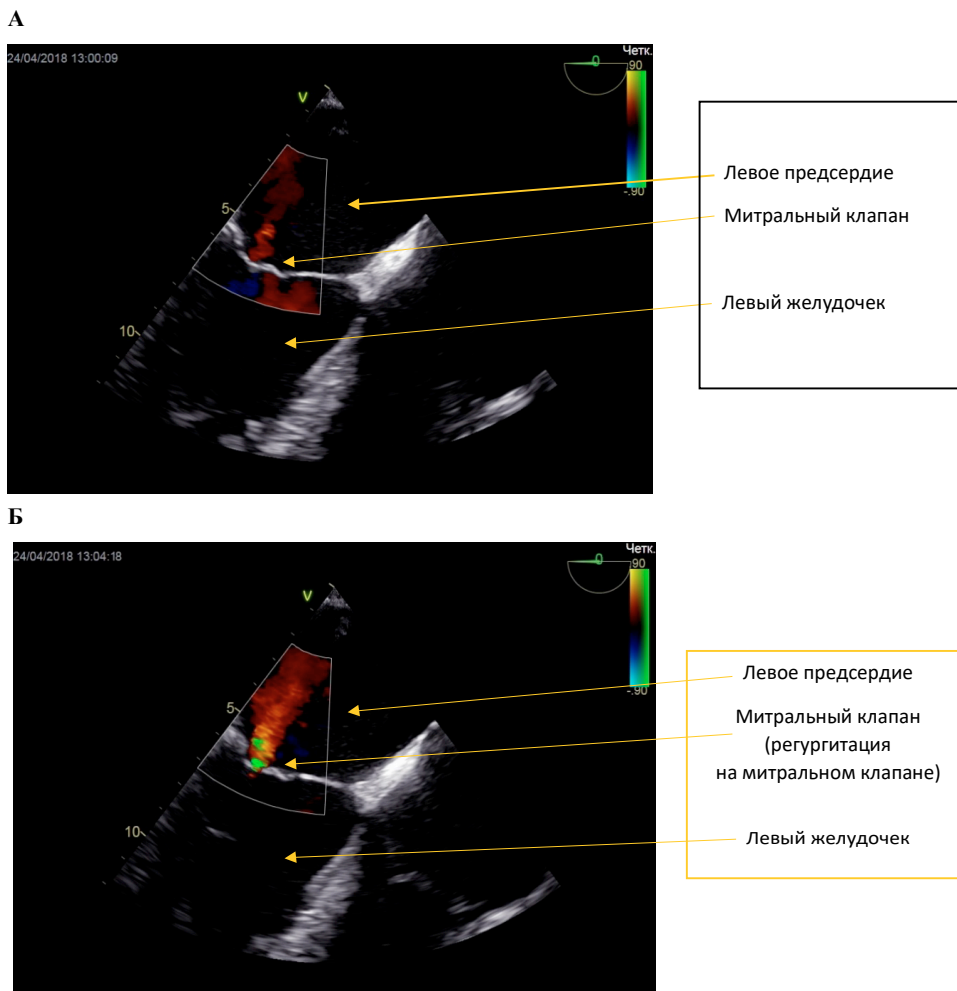 А
24/04/2018 13:00:09
Четк.
0
90
V
-.90
5
10
Левое предсердие
Митральный клапан
Левый желудочек
Б
24/04/2018 13:04:18
Четк.
0
90
V
-.90
5
10
Левое предсердие
Митральный клапан
(регургитация
на митральном клапане)
Левый желудочек